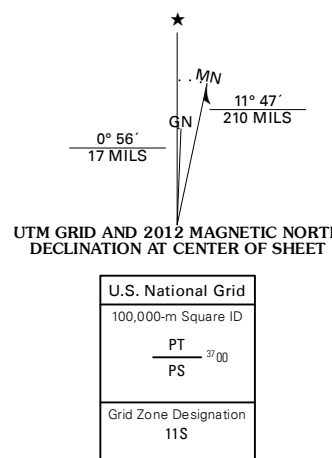 ★
MN
11° 47´
210 MILS
GN
0° 56´
17 MILS
UTM GRID AND 2012 MAGNETIC NORTH
DECLINATION AT CENTER OF SHEET
U.S. National Grid
100,000-m Square ID
PT
3700
PS
Grid Zone Designation
11S